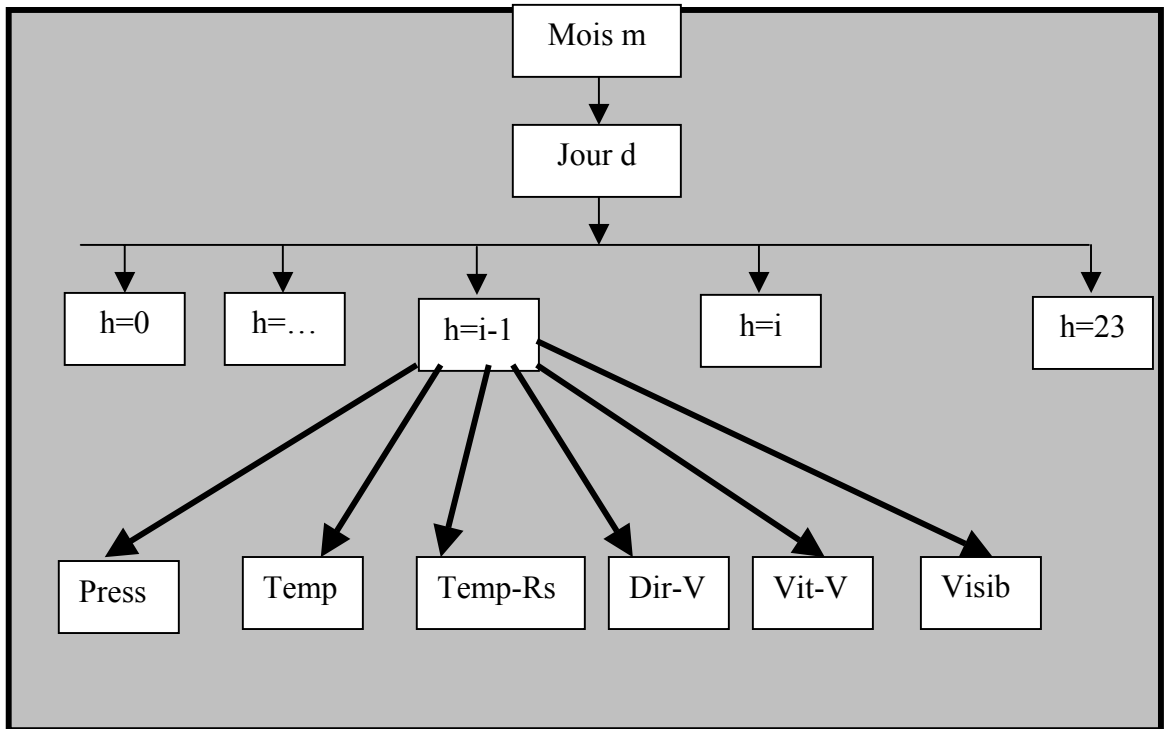 Mois m
Jour d
h=0
h=…
h=i-1
h=i
h=23
Press
Temp
Temp-Rs
Dir-V
Vit-V
Visib